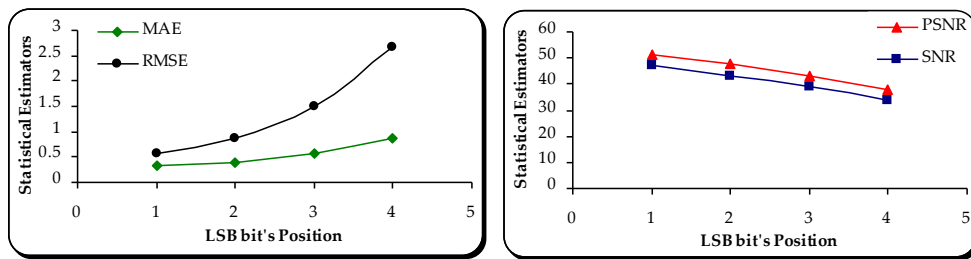 3
2.5
2
1.5
1
0.5
0
Statistical Estimators
MAE
RMSE
0 1 2 3 4 5
LSB bit's Position
60
50
40
30
20
10
0
Statistical Estimators
PSNR
SNR
0 1 2 3 4 5
LSB bit's Position